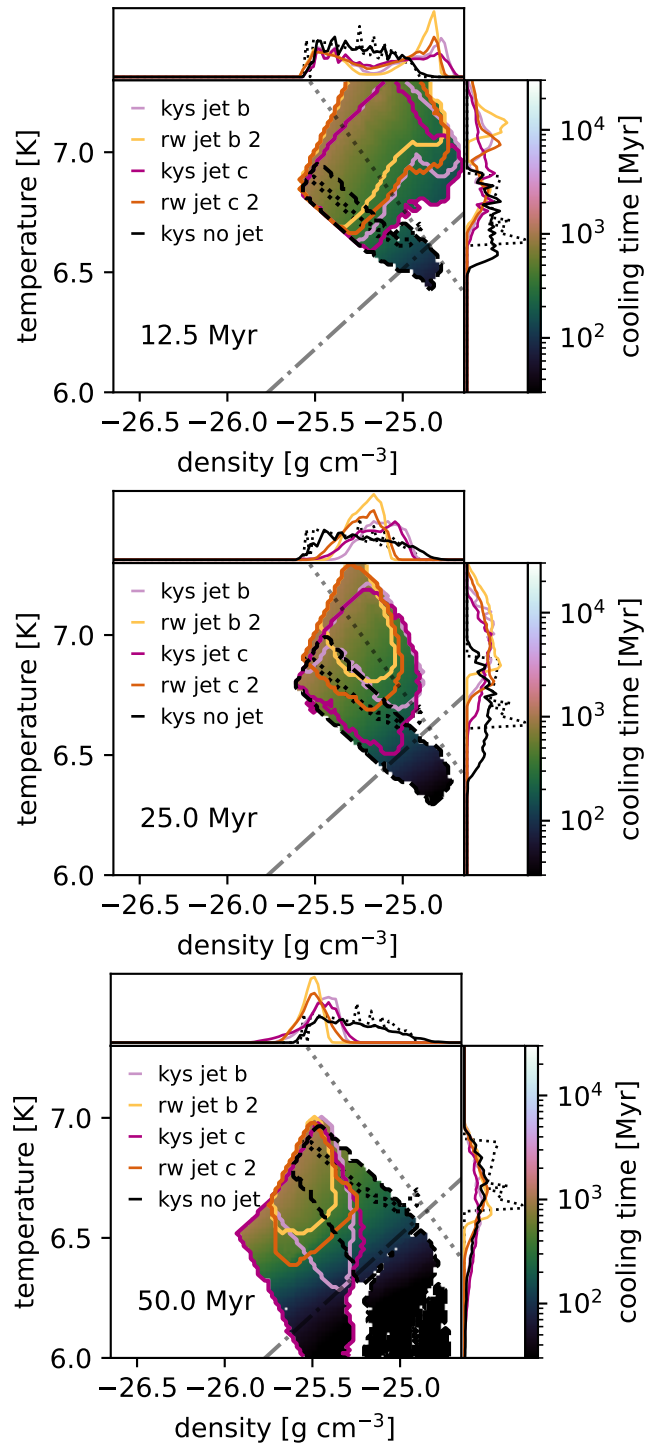 kys jet b
rw jet b 2
kys jet c
rw jet c 2
kys no jet
12.5 Myr
temperature [K]
7.0
6.5
6.0
−26.5 −26.0 −25.5 −25.0
density [g cm⁻³]
10⁴
10³
10²
cooling time [Myr]
kys jet b
rw jet b 2
kys jet c
rw jet c 2
kys no jet
25.0 Myr
temperature [K]
7.0
6.5
6.0
−26.5 −26.0 −25.5 −25.0
density [g cm⁻³]
10⁴
10³
10²
cooling time [Myr]
kys jet b
rw jet b 2
kys jet c
rw jet c 2
kys no jet
50.0 Myr
temperature [K]
7.0
6.5
6.0
−26.5 −26.0 −25.5 −25.0
density [g cm⁻³]
10⁴
10³
10²
cooling time [Myr]